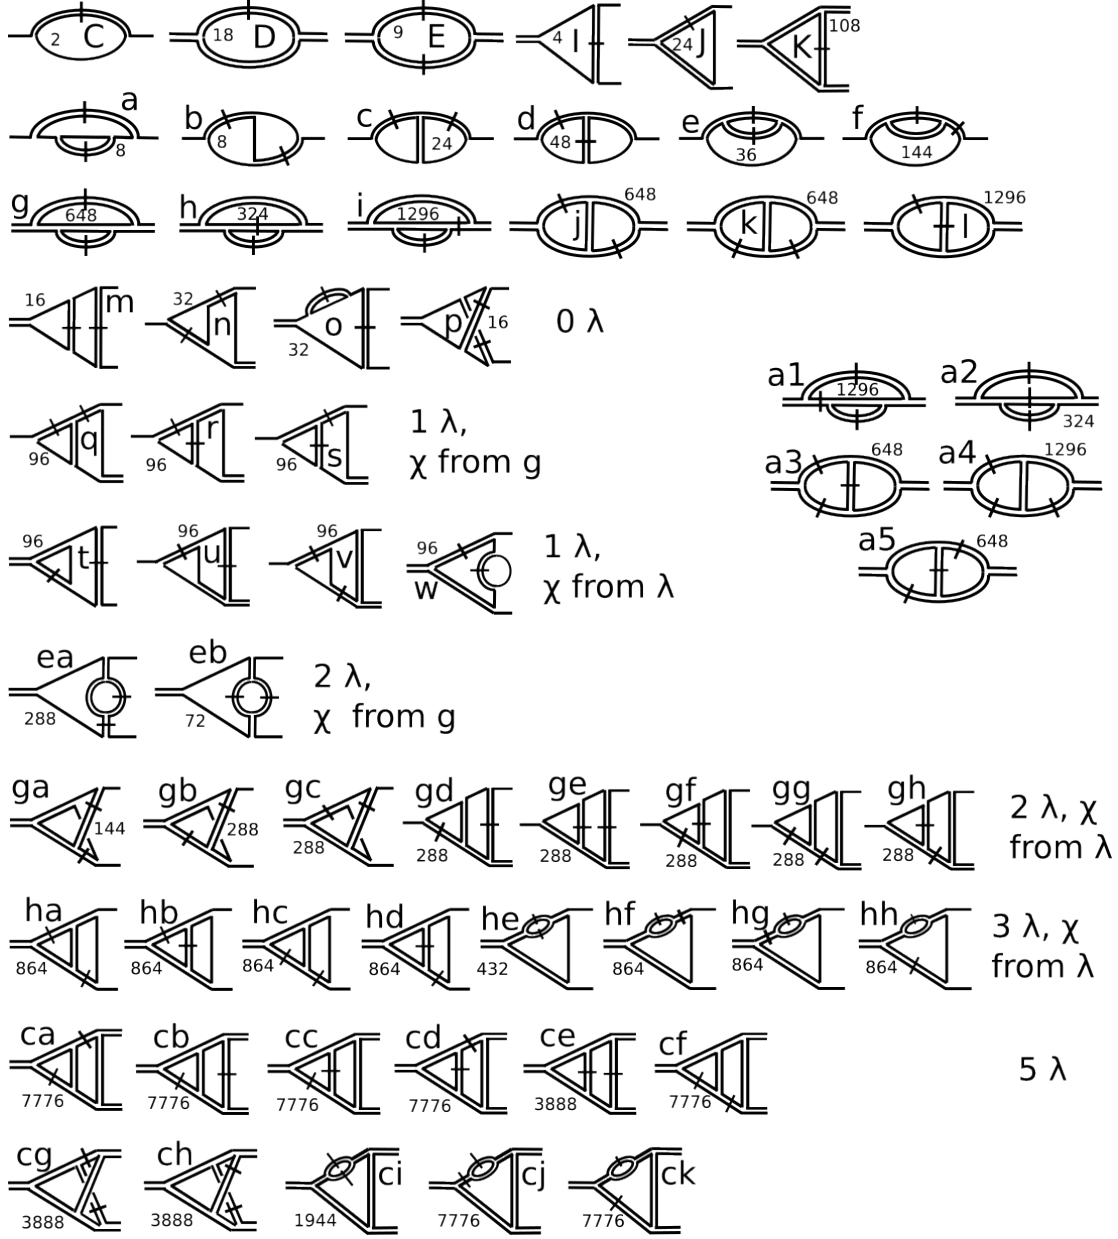 2 C 18 D 9 E 4 I 24 J K 108
a 8 b 8 c 24 d 48 e 36 f 144
g 648 h 324 i 1296 j 648 k 648 l 1296
16 m 32 n o 32 p 16 0 λ
a1 1296 a2 324
q 96 r 96 s 96 1 λ,
χ from g
a3 648 a4 1296
96 t 96 u 96 v 96 w 1 λ,
χ from λ
a5 648
ea 288 eb 72 2 λ,
χ from g
ga 144 gb 288 gc 288 gd 288 ge 288 gf 288 gg 288 gh 288 2 λ, χ
from λ
ha 864 hb 864 hc 864 hd 864 he 432 hf 864 hg 864 hh 864 3 λ, χ
from λ
ca 7776 cb 7776 cc 7776 cd 7776 ce 3888 cf 7776 5 λ
cg 3888 ch 3888 ci 1944 cj 7776 ck 7776